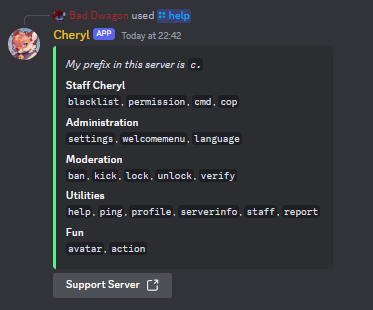 Bad Dwagon used help
Cheryl APP Today at 22:42
My prefix in this server is c.
Staff Cheryl
blacklist, permission, cmd, cop
Administration
settings, welcomemenu, language
Moderation
ban, kick, lock, unlock, verify
Utilities
help, ping, profile, serverinfo, staff, report
Fun
avatar, action
Support Server